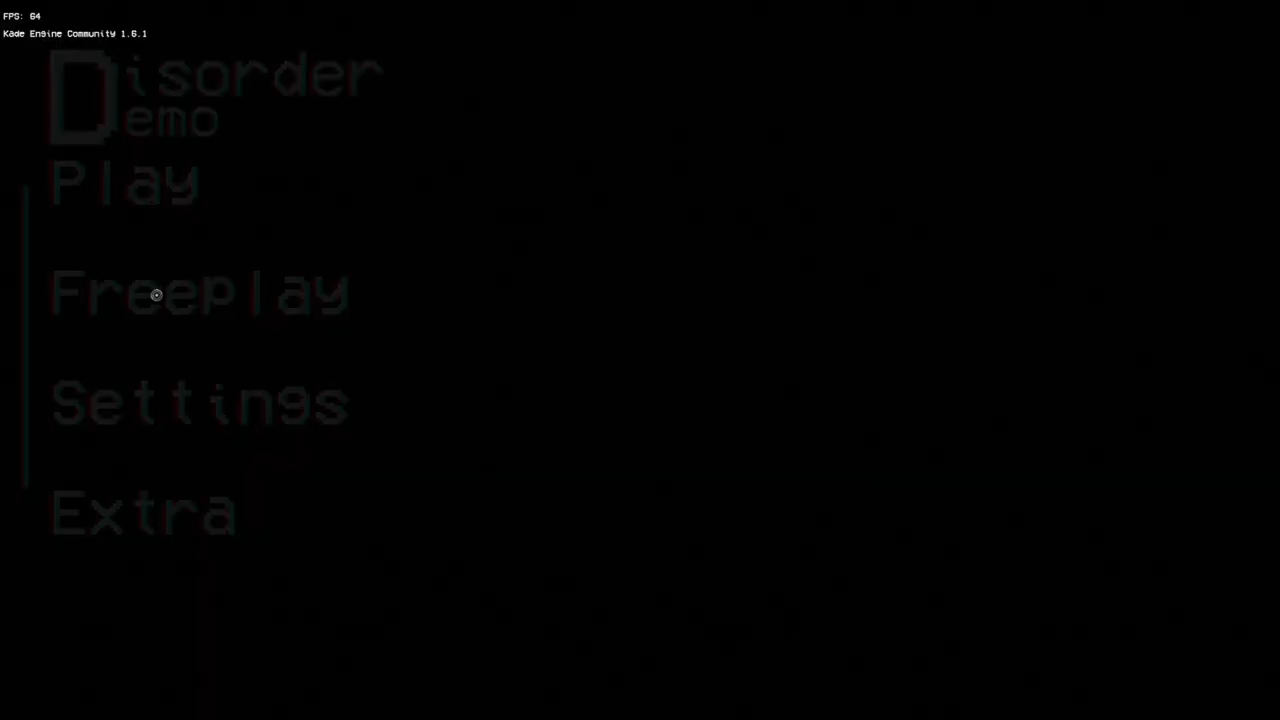 FPS: 64
Kade Engine Community 1.6.1
Disorder
Demo
Play
Freeplay
Settings
Extra